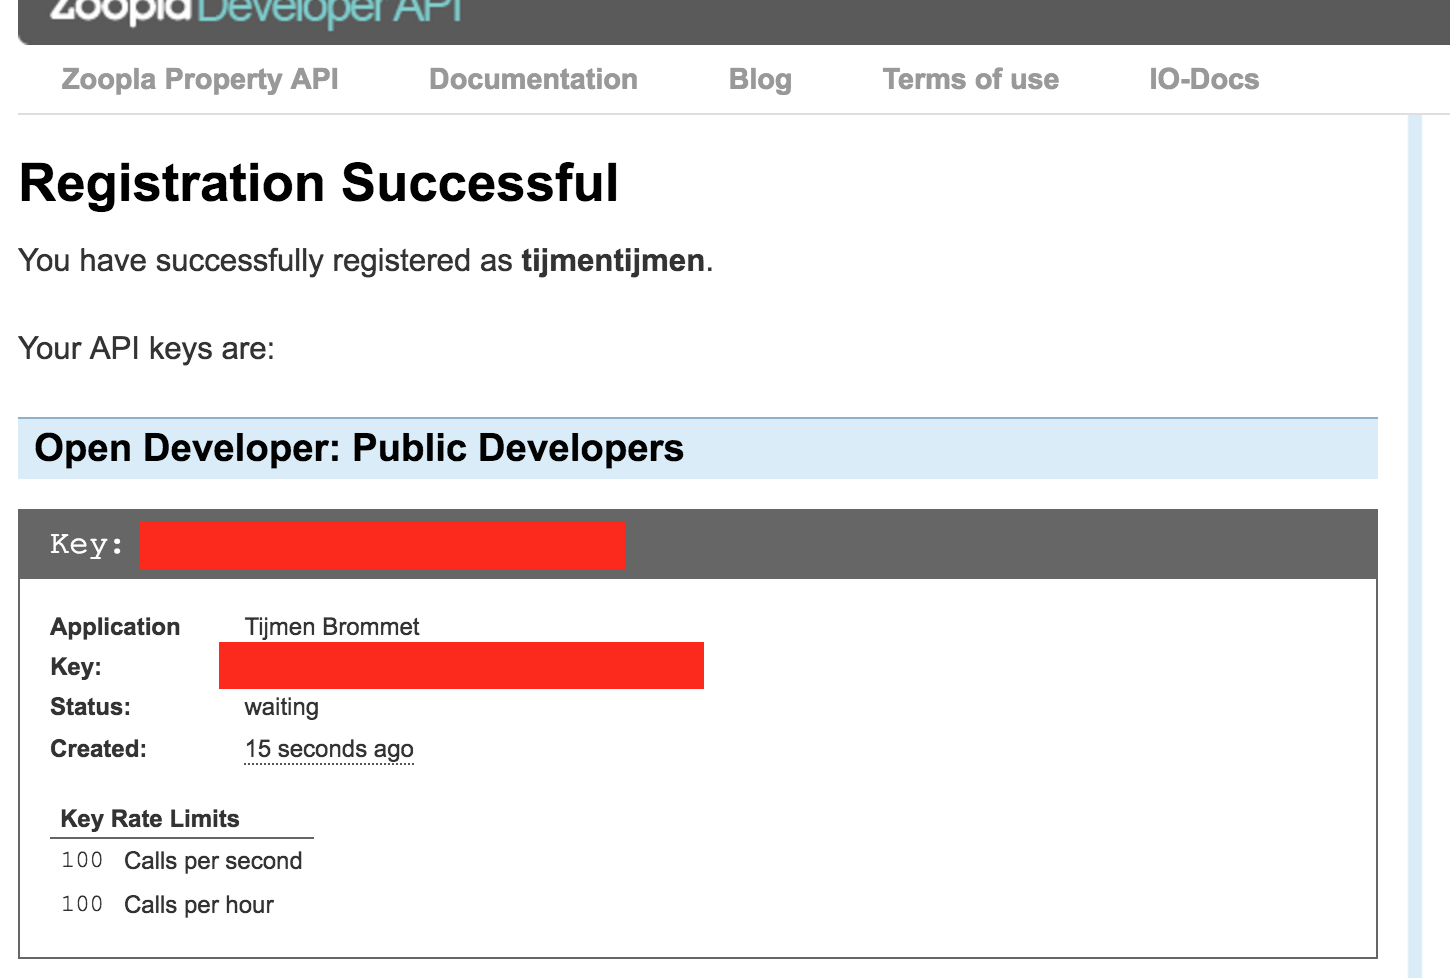 Zoopla Developer API
Zoopla Property API Documentation Blog Terms of use IO-Docs
Registration Successful
You have successfully registered as tijmentijmen.
Your API keys are:
Open Developer: Public Developers
Key:
Application Tijmen Brommet
Key:
Status: waiting
Created: 15 seconds ago
Key Rate Limits
100 Calls per second
100 Calls per hour